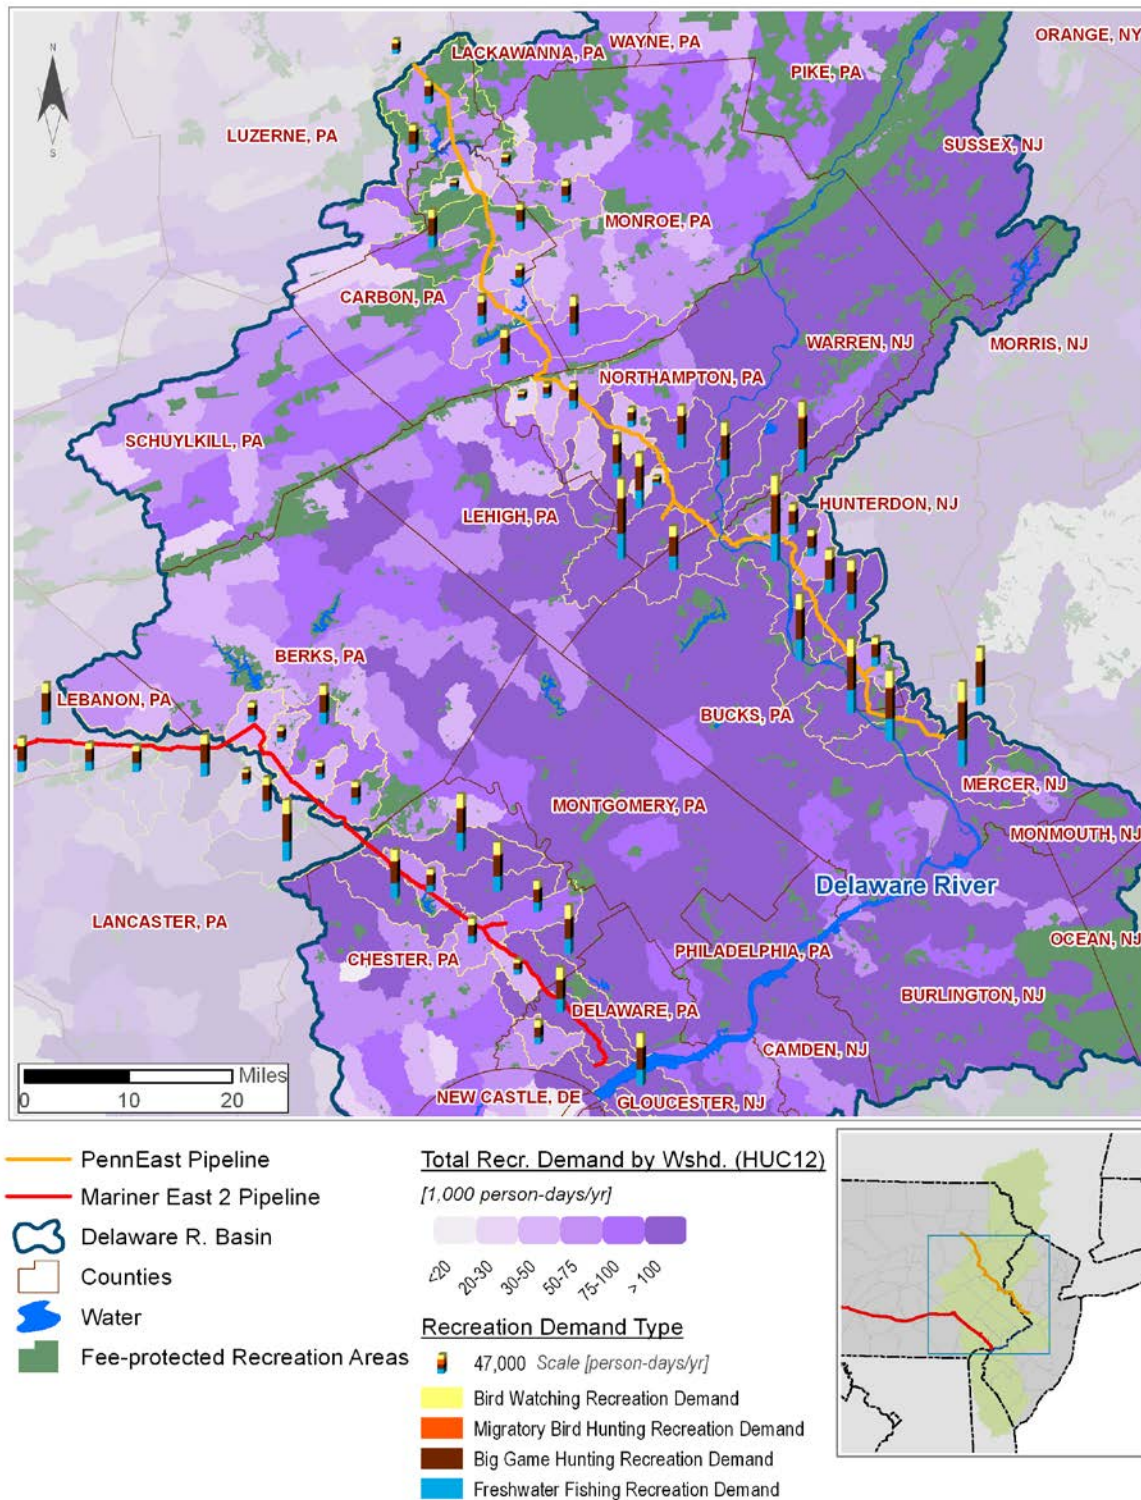 N
S
LACKAWANNA, PA
WAYNE, PA
ORANGE, NY
PIKE, PA
LUZERNE, PA
SUSSEX, NJ
MONROE, PA
CARBON, PA
WARREN, NJ
MORRIS, NJ
NORTHAMPTON, PA
SCHUYLKILL, PA
LEHIGH, PA
HUNTERDON, NJ
BERKS, PA
LEBANON, PA
BUCKS, PA
MERCER, NJ
MONTGOMERY, PA
MONMOUTH, NJ
Delaware River
LANCASTER, PA
PHILADELPHIA, PA
OCEAN, NJ
CHESTER, PA
BURLINGTON, NJ
DELAWARE, PA
CAMDEN, NJ
Miles
0 10 20
NEW CASTLE, DE
GLOUCESTER, NJ
PennEast Pipeline
Mariner East 2 Pipeline
Delaware R. Basin
Counties
Water
Fee-protected Recreation Areas
Total Recr. Demand by Wshd. (HUC12)
[1,000 person-days/yr]
<20 20-30 30-50 50-75 75-100 > 100
Recreation Demand Type
47,000 Scale [person-days/yr]
Bird Watching Recreation Demand
Migratory Bird Hunting Recreation Demand
Big Game Hunting Recreation Demand
Freshwater Fishing Recreation Demand